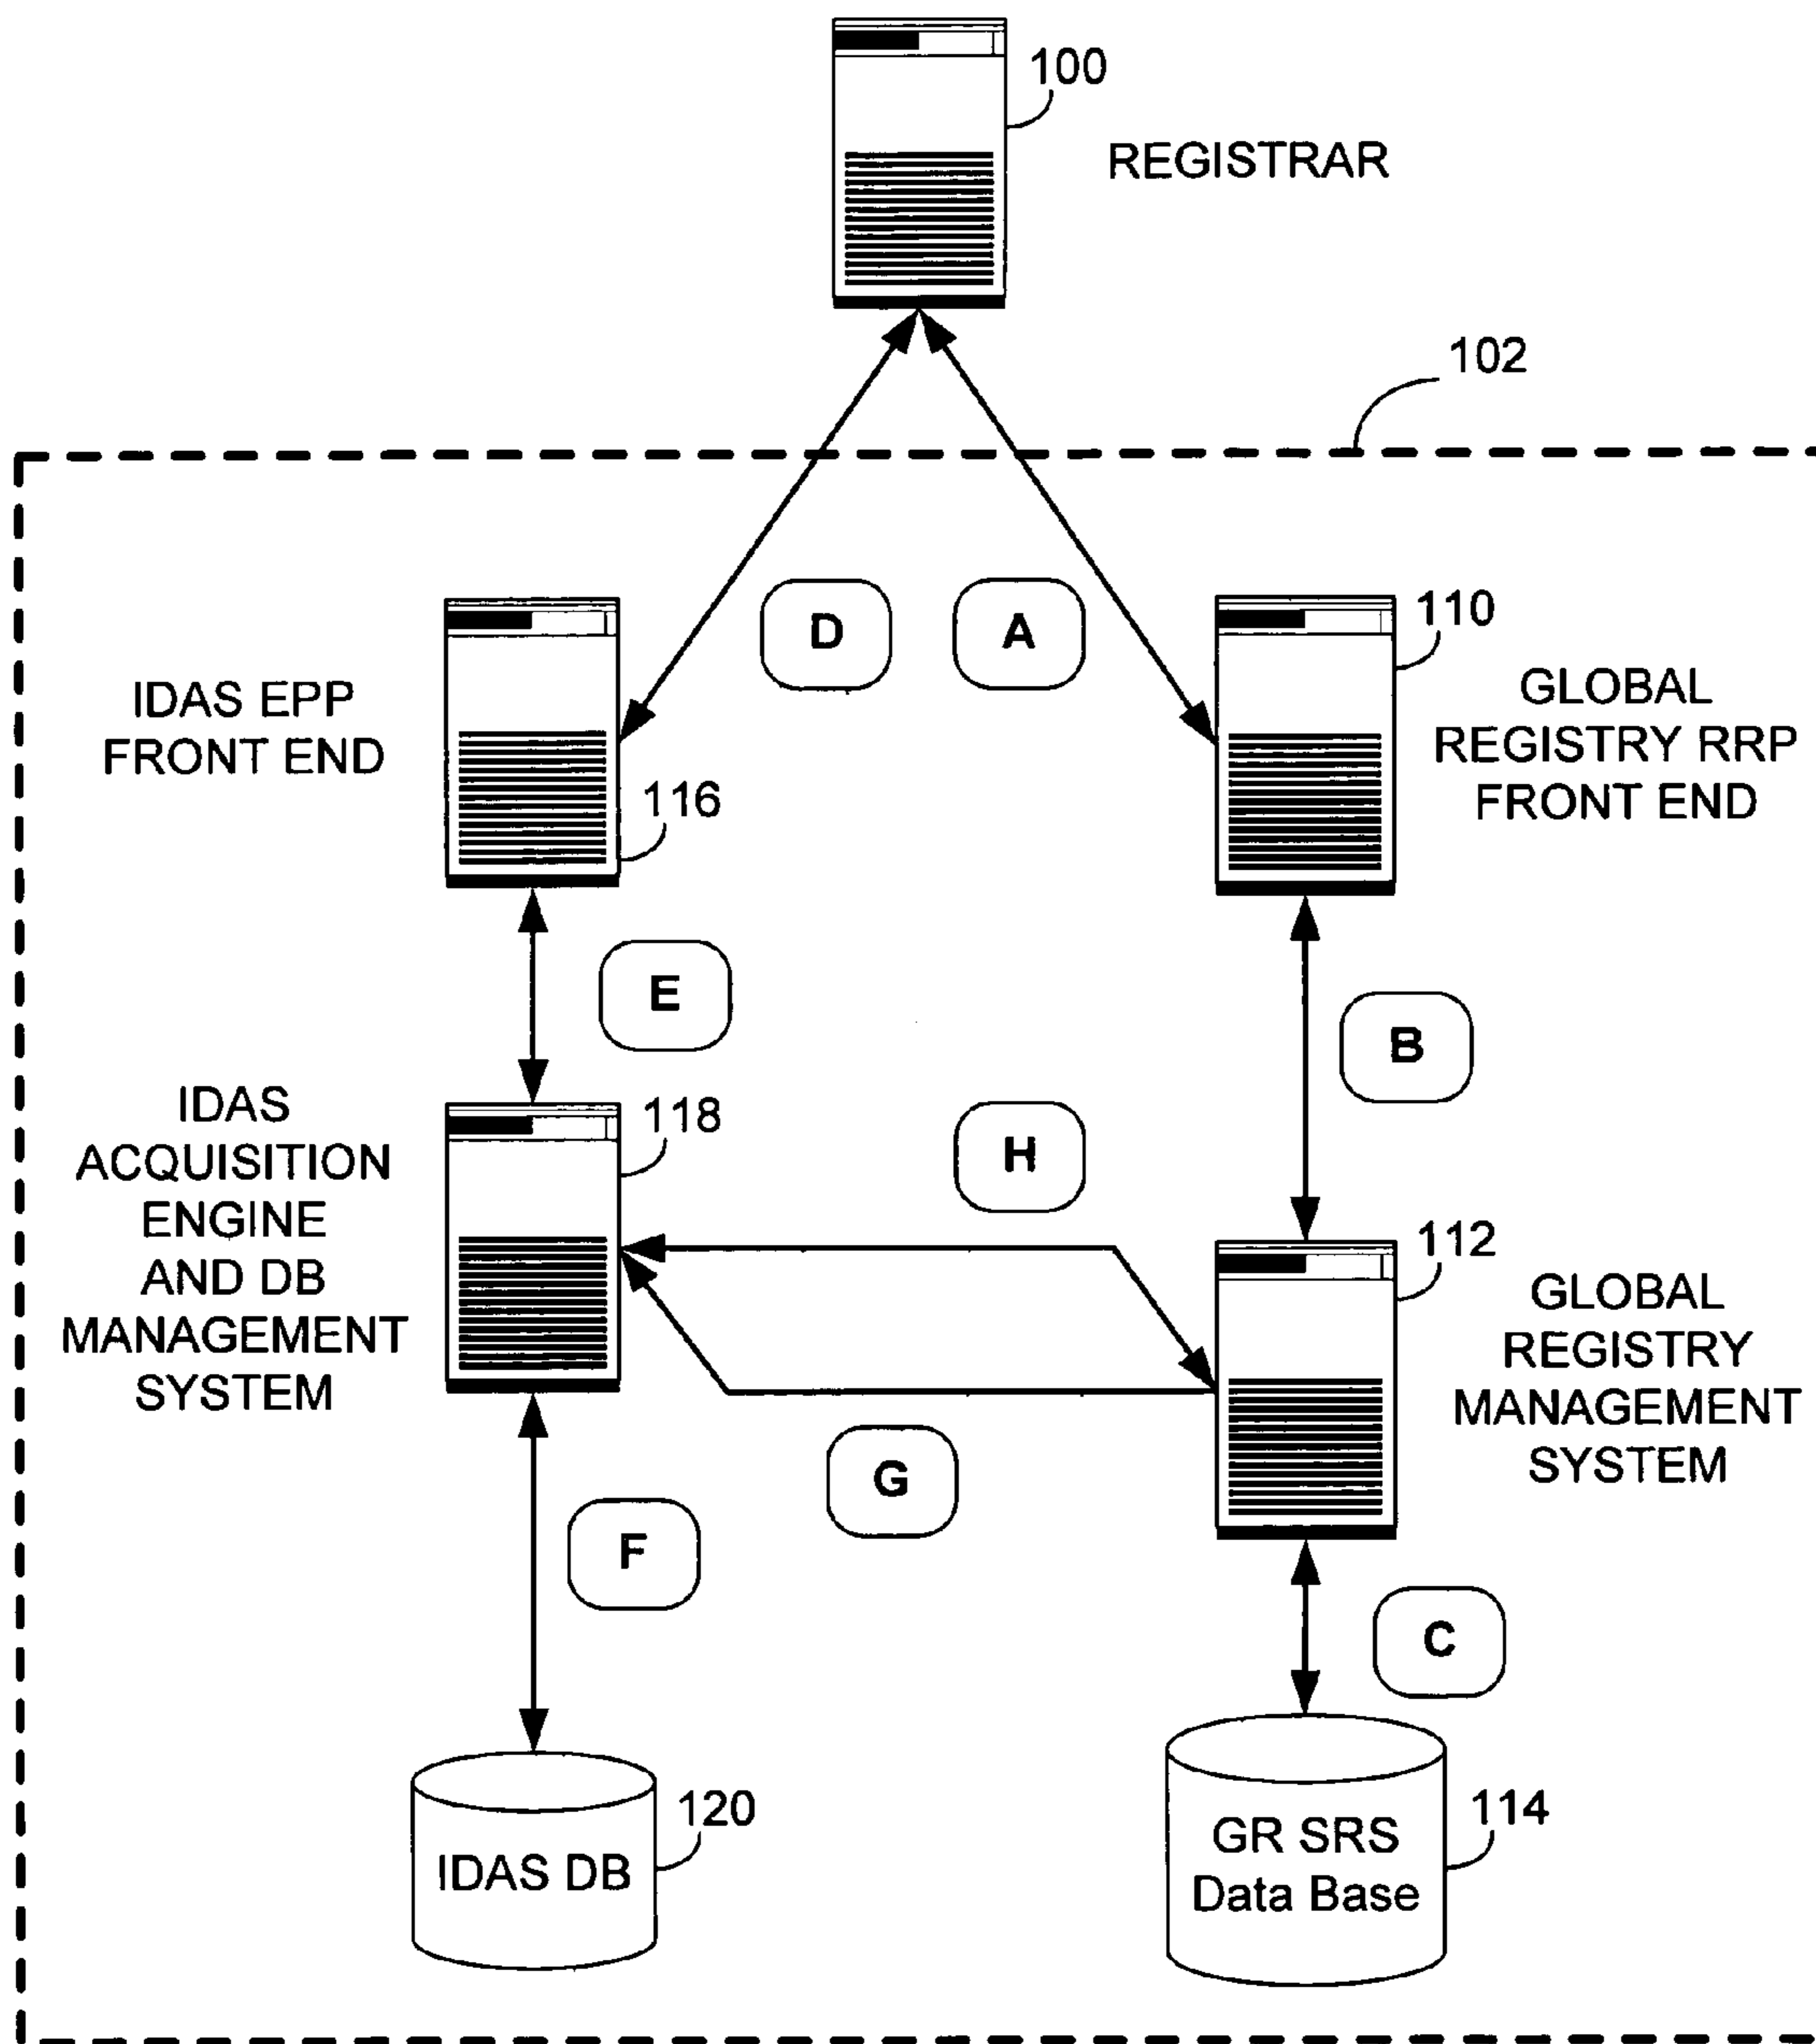 100
REGISTRAR
102
D
A
110
IDAS EPP
FRONT END
116
GLOBAL
REGISTRY RRP
FRONT END
E
B
IDAS
ACQUISITION
ENGINE
AND DB
MANAGEMENT
SYSTEM
118
H
112
GLOBAL
REGISTRY
MANAGEMENT
SYSTEM
G
F
C
120
IDAS DB
114
GR SRS
Data Base